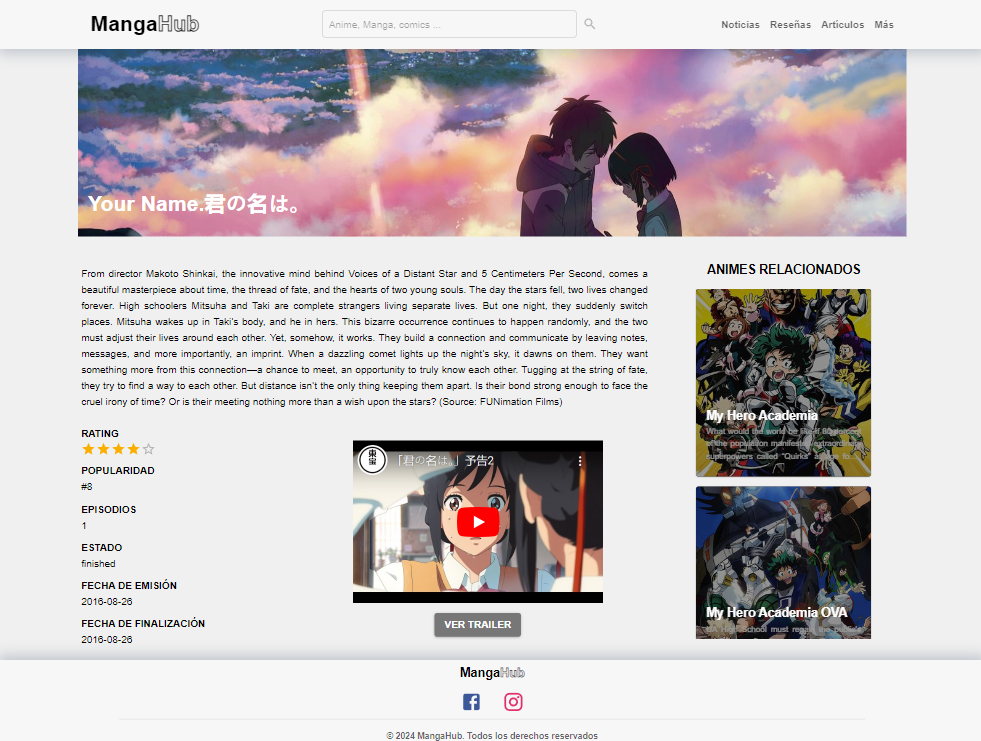 MangaHub
Anime, Manga, comics ...
Noticias Reseñas Artículos Más
Your Name.君の名は。
From director Makoto Shinkai, the innovative mind behind Voices of a Distant Star and 5 Centimeters Per Second, comes a
beautiful masterpiece about time, the thread of fate, and the hearts of two young souls. The day the stars fell, two lives changed
forever. High schoolers Mitsuha and Taki are complete strangers living separate lives. But one night, they suddenly switch
places. Mitsuha wakes up in Taki's body, and he in hers. This bizarre occurrence continues to happen randomly, and the two
must adjust their lives around each other. Yet, somehow, it works. They build a connection and communicate by leaving notes,
messages, and more importantly, an imprint. When a dazzling comet lights up the night's sky, it dawns on them. They want
something more from this connection—a chance to meet, an opportunity to truly know each other. Tugging at the string of fate,
they try to find a way to each other. But distance isn't the only thing keeping them apart. Is their bond strong enough to face the
cruel irony of time? Or is their meeting nothing more than a wish upon the stars? (Source: FUNimation Films)
RATING
POPULARIDAD
#8
EPISODIOS
1
ESTADO
finished
FECHA DE EMISIÓN
2016-08-26
FECHA DE FINALIZACIÓN
2016-08-26
東宝
「君の名は。」予告2
VER TRAILER
ANIMES RELACIONADOS
My Hero Academia
What would the world be like if 80 percent
of the population manifested extraordinary
superpowers called "Quirks" at age fo...
My Hero Academia OVA
UA High School must repair the public's
MangaHub
© 2024 MangaHub. Todos los derechos reservados